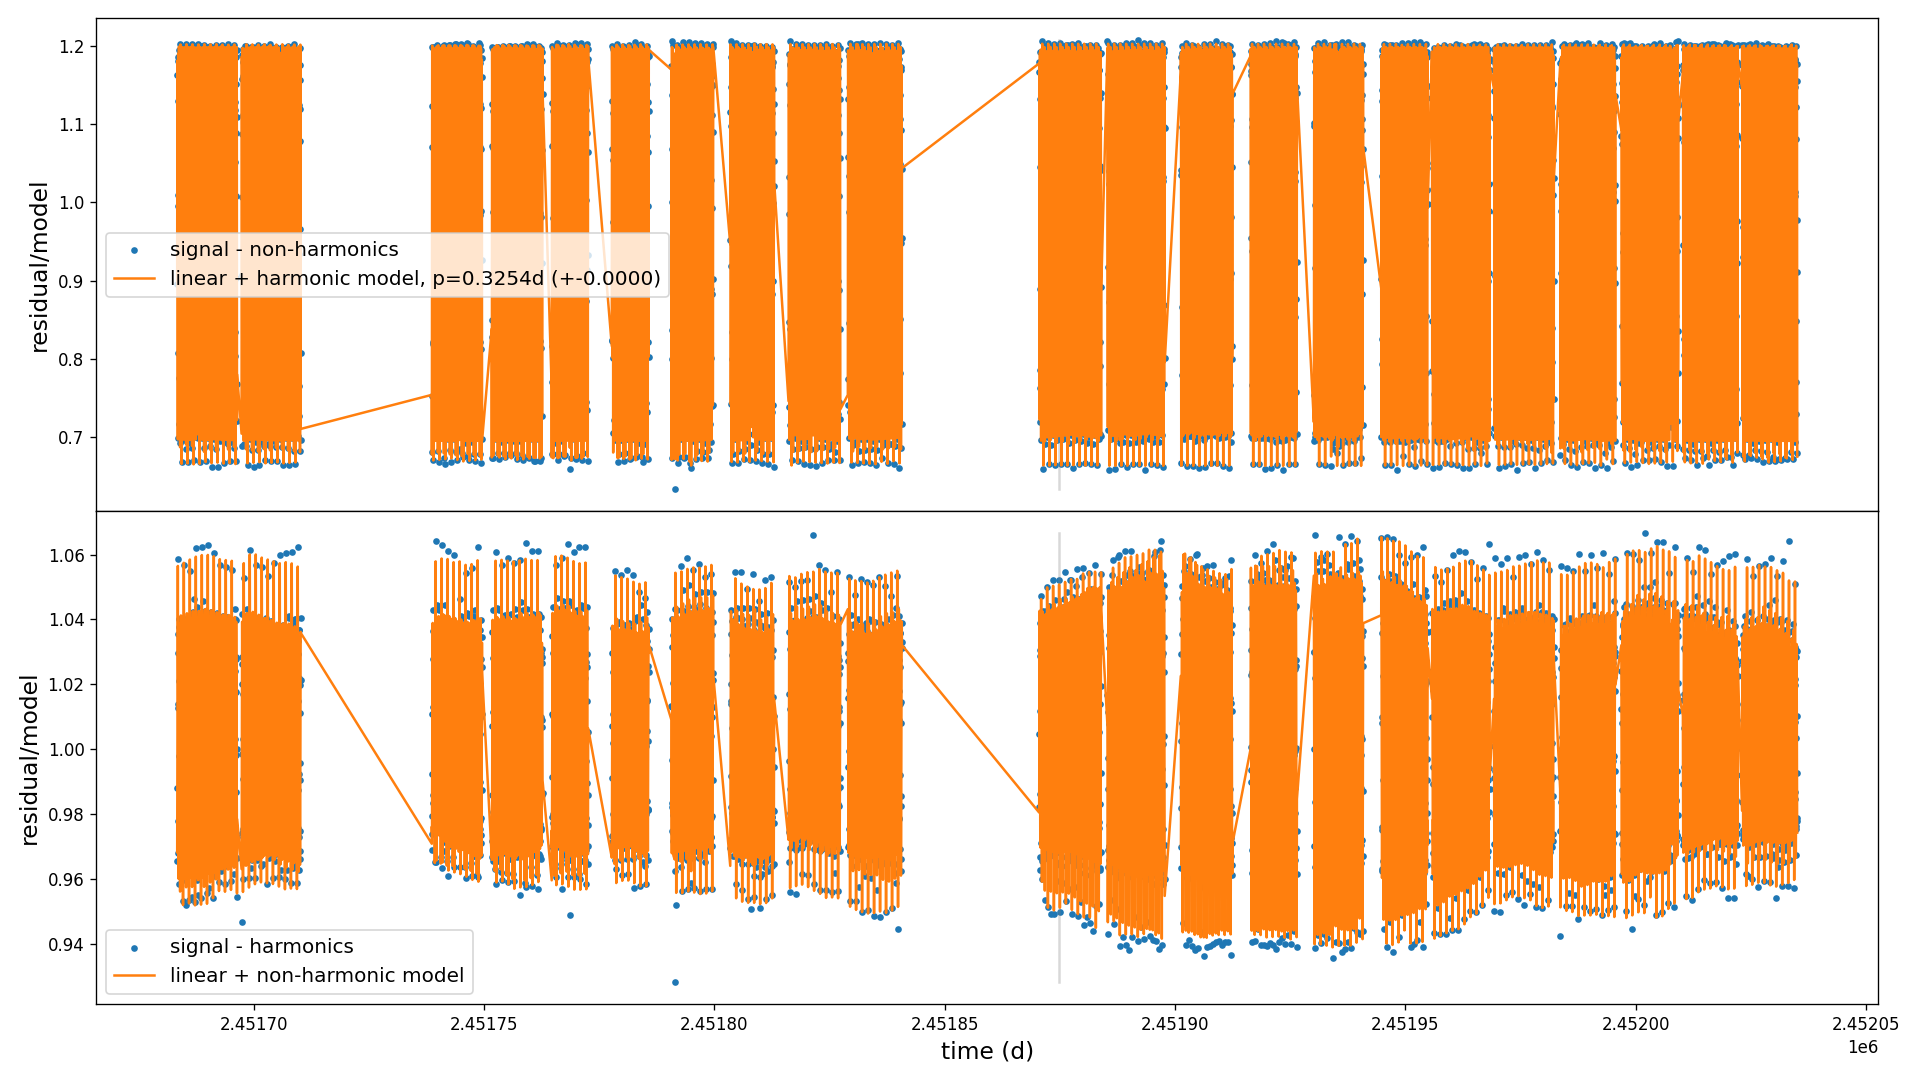 1.2
1.1
1.0
0.9
0.8
0.7
residual/model
signal - non-harmonics
linear + harmonic model, p=0.3254d (+-0.0000)
1.06
1.04
1.02
1.00
0.98
0.96
0.94
residual/model
signal - harmonics
linear + non-harmonic model
2.45170
2.45175
2.45180
2.45185
2.45190
2.45195
2.45200
2.45205
1e6
time (d)